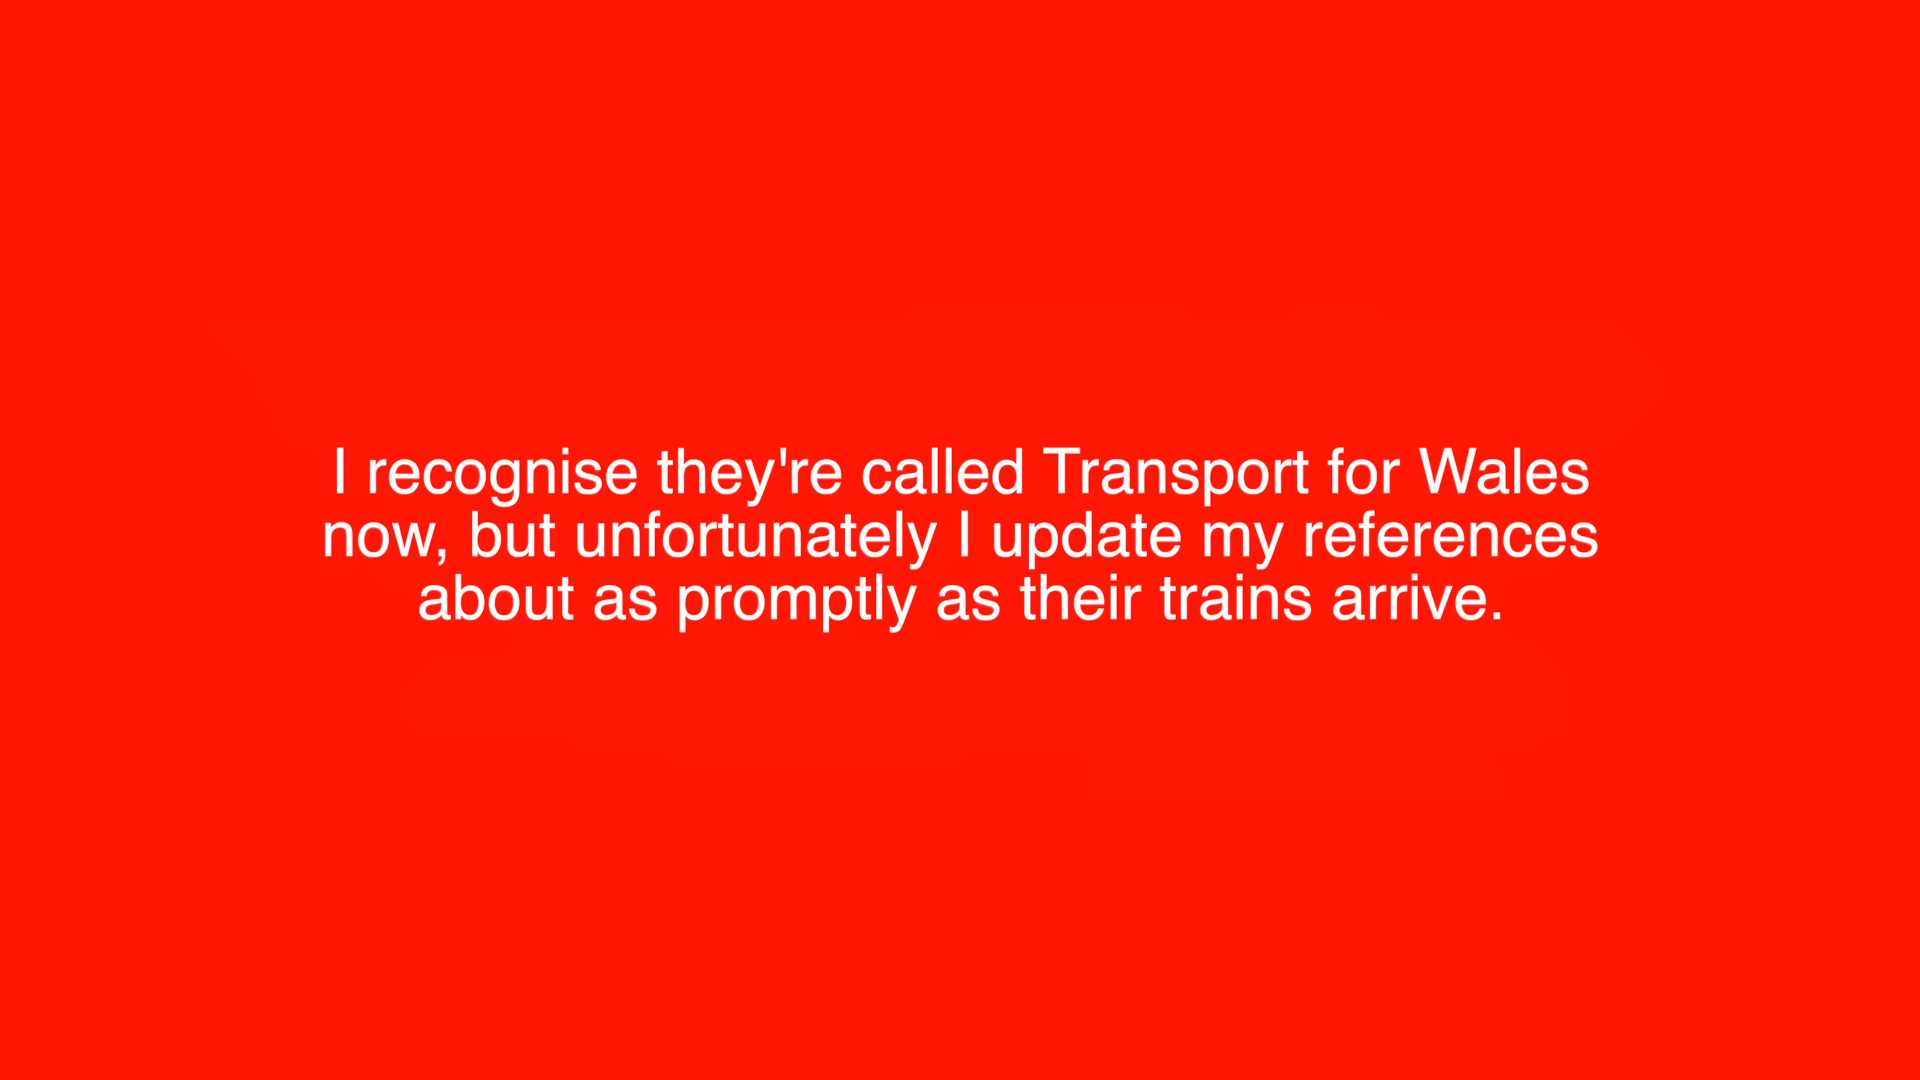 I recognise they're called Transport for Wales
now, but unfortunately I update my references
about as promptly as their trains arrive.